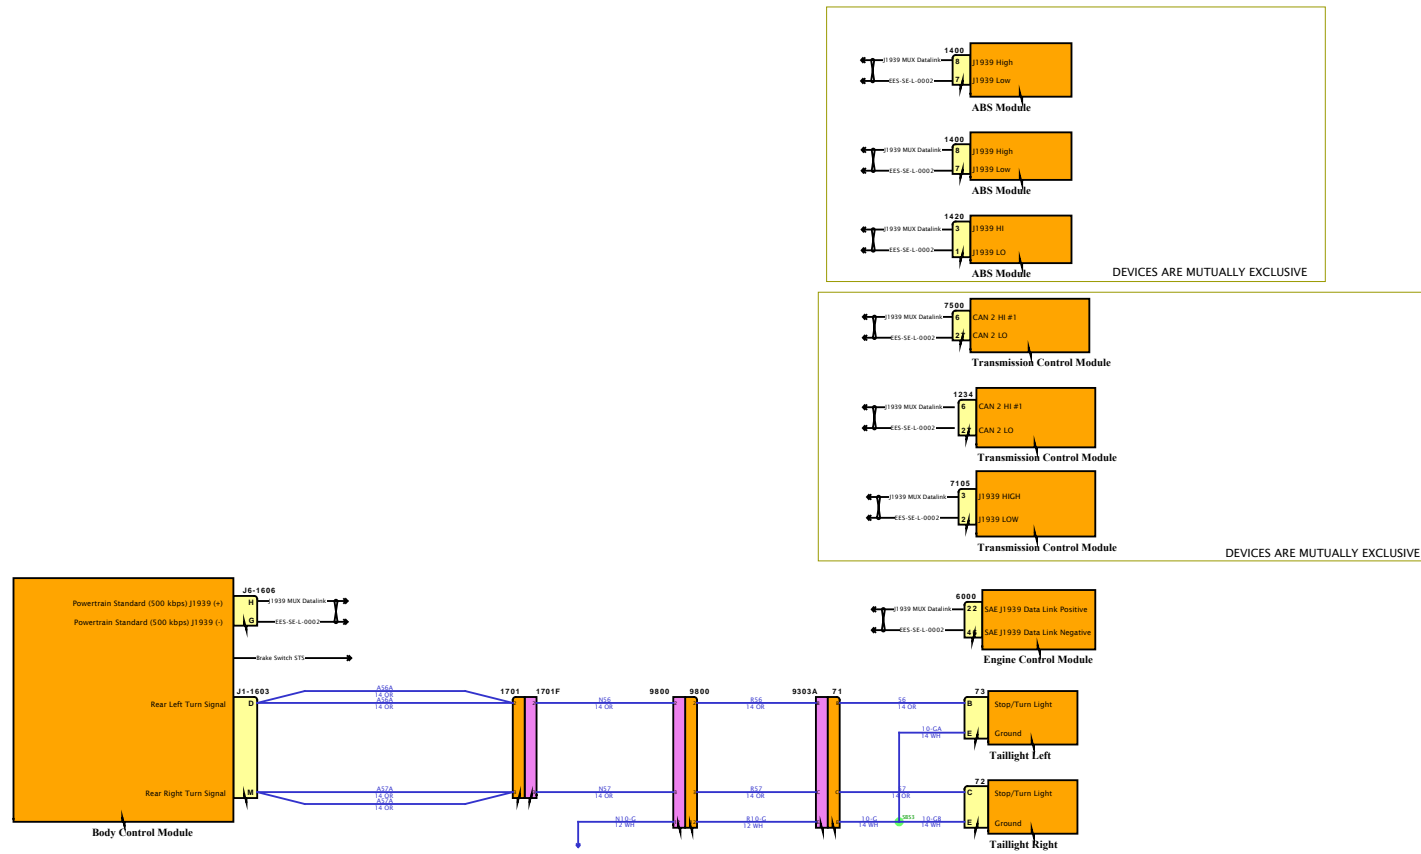 1400
J1939 MUX Datalink
8
J1939 High
EES-SE-L-0002
7
J1939 Low
ABS Module
1400
J1939 MUX Datalink
8
J1939 High
EES-SE-L-0002
7
J1939 Low
ABS Module
1420
J1939 MUX Datalink
3
J1939 HI
EES-SE-L-0002
1
J1939 LO
ABS Module
DEVICES ARE MUTUALLY EXCLUSIVE
7500
J1939 MUX Datalink
6
CAN 2 HI #1
EES-SE-L-0002
CAN 2 LO
Transmission Control Module
1234
J1939 MUX Datalink
6
CAN 2 HI #1
EES-SE-L-0002
CAN 2 LO
Transmission Control Module
7105
J1939 MUX Datalink
3
J1939 HIGH
EES-SE-L-0002
J1939 LOW
Transmission Control Module
DEVICES ARE MUTUALLY EXCLUSIVE
J6-1606
Powertrain Standard (500 kbps) J1939 (+)
H
J1939 MUX Datalink
Powertrain Standard (500 kbps) J1939 (-)
G
EES-SE-L-0002
Brake Switch STS
6000
J1939 MUX Datalink
22
SAE J1939 Data Link Positive
EES-SE-L-0002
46
SAE J1939 Data Link Negative
Engine Control Module
J1-1603
Rear Left Turn Signal
D
A56A
14 OR
A56A
14 OR
1701
1701F
N56
14 OR
9800
9800
R56
14 OR
9303A
71
56
14 OR
73
B
Stop/Turn Light
10-GA
14 WH
E
Ground
Taillight Left
Rear Right Turn Signal
M
A57A
14 OR
A57A
14 OR
N57
14 OR
R57
14 OR
57
14 OR
72
C
Stop/Turn Light
N10-G
12 WH
R10-G
12 WH
10-G
14 WH
10-GB
14 WH
E
Ground
Taillight Right
Body Control Module